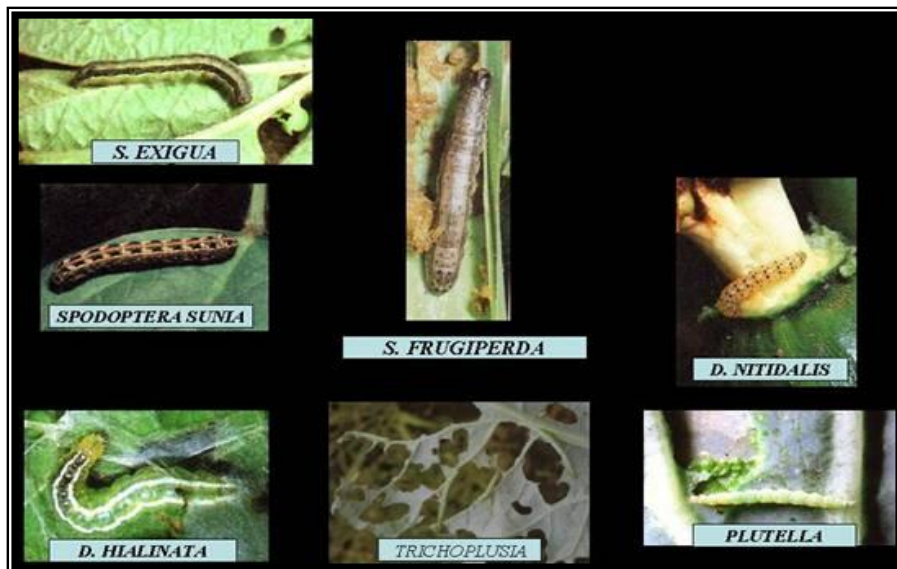 S. EXIGUA
SPODOPTERA SUNIA
S. FRUGIPERDA
D. NITIDALIS
D. HIALINATA
TRICHOPLUSIA
PLUTELLA